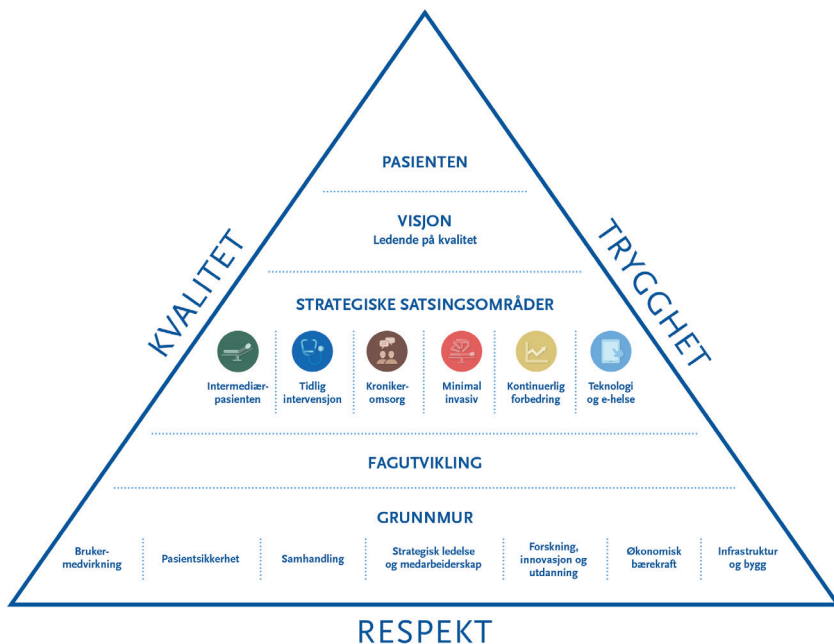 PASIENTEN
VISJON
Ledende på kvalitet
KVALITET
TRYGGHET
STRATEGISKE SATSINGSOMRÅDER
Intermediær-
pasienten
Tidlig
intervensjon
Kroniker-
omsorg
Minimal
invasiv
Kontinuerlig
forbedring
Teknologi
og e-helse
FAGUTVIKLING
GRUNNMUR
Bruker-
medvirkning
Pasientsikkerhet
Samhandling
Strategisk ledelse
og medarbeiderskap
Forskning,
innovasjon og
utdanning
Økonomisk
bærekraft
Infrastruktur
og bygg
RESPEKT